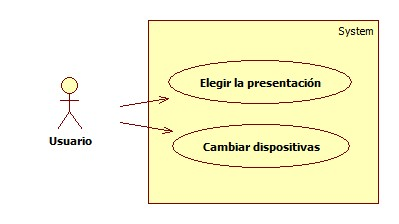 System
Elegir la presentación
Usuario
Cambiar dispositivas